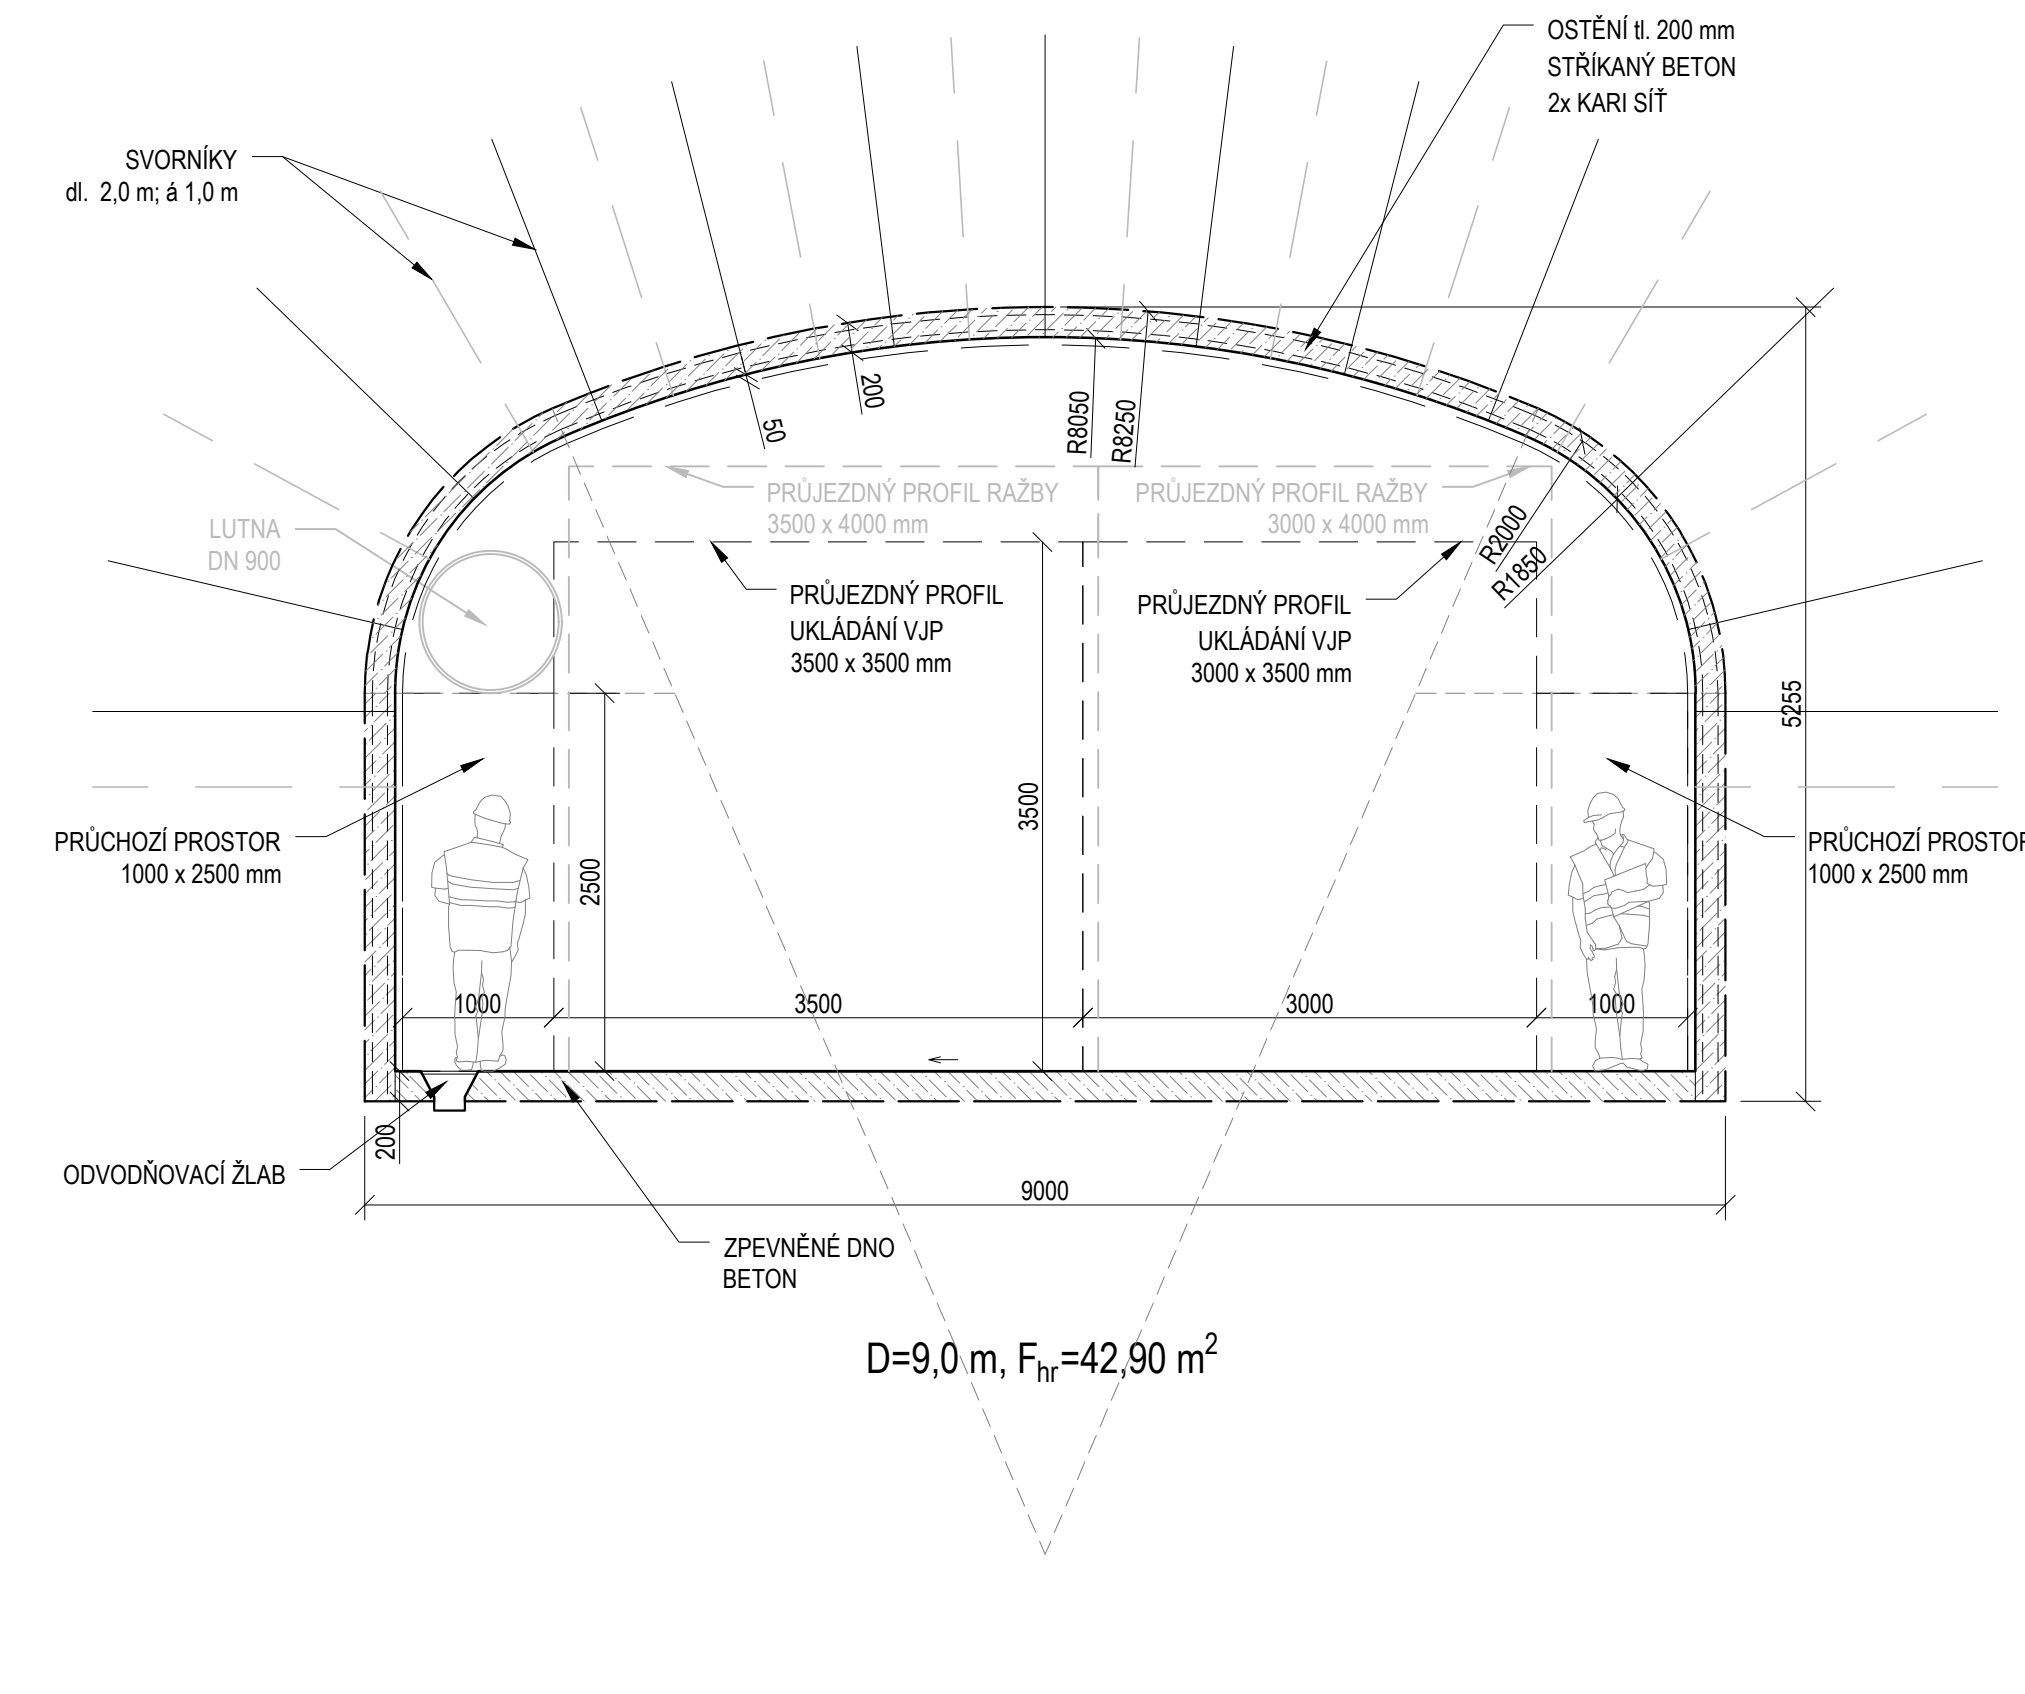 OSTĚNÍ tl. 200 mm
STŘÍKANÝ BETON
2x KARI SÍŤ
SVORNÍKY
dl. 2,0 m; á 1,0 m
200
50
R8050
R8250
PRŮJEZDNÝ PROFIL RAŽBY
3500 x 4000 mm
PRŮJEZDNÝ PROFIL RAŽBY
3000 x 4000 mm
LUTNA
DN 900
R2000
R1850
PRŮJEZDNÝ PROFIL
UKLÁDÁNÍ VJP
3500 x 3500 mm
PRŮJEZDNÝ PROFIL
UKLÁDÁNÍ VJP
3000 x 3500 mm
5255
3500
2500
PRŮCHOZÍ PROSTOR
1000 x 2500 mm
PRŮCHOZÍ PROSTOR
1000 x 2500 mm
1000
3500
3000
1000
200
ODVODŇOVACÍ ŽLAB
9000
ZPEVNĚNÉ DNO
BETON
D=9,0 m, Fhr=42,90 m²